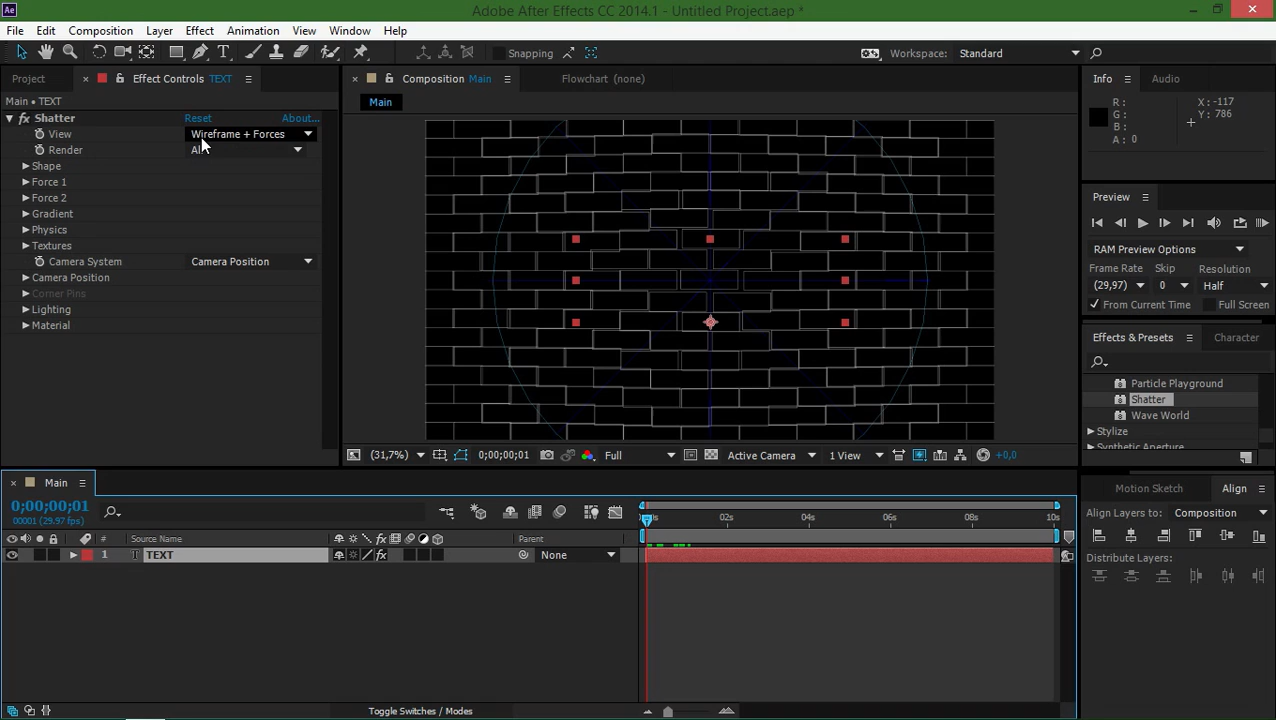 Ae
Adobe After Effects CC 2014.1 - Untitled Project.aep *
File Edit Composition Layer Effect Animation View Window Help
Snapping
Workspace: Standard
Project
Effect Controls TEXT
Composition Main
Flowchart (none)
Info
Audio
Main • TEXT
Main
R :
G :
B :
A : 0
X : -117
Y : 786
fx Shatter Reset About...
View Wireframe + Forces
Render
Shape
Force 1
Force 2
Gradient
Physics
Textures
Camera System Camera Position
Camera Position
Corner Pins
Lighting
Material
Preview
RAM Preview Options
Frame Rate Skip Resolution
(29,97) 0 Half
From Current Time Full Screen
Effects & Presets
Character
Particle Playground
Shatter
Wave World
Stylize
Synthetic Aperture
(31,7%) 0;00;00;01 Full Active Camera 1 View +0,0
Main
0;00;00;01
00001 (29.97 fps)
02s 04s 06s 08s 10s
# Source Name Parent
1 T TEXT fx None
Motion Sketch
Align
Align Layers to: Composition
Distribute Layers:
Toggle Switches / Modes